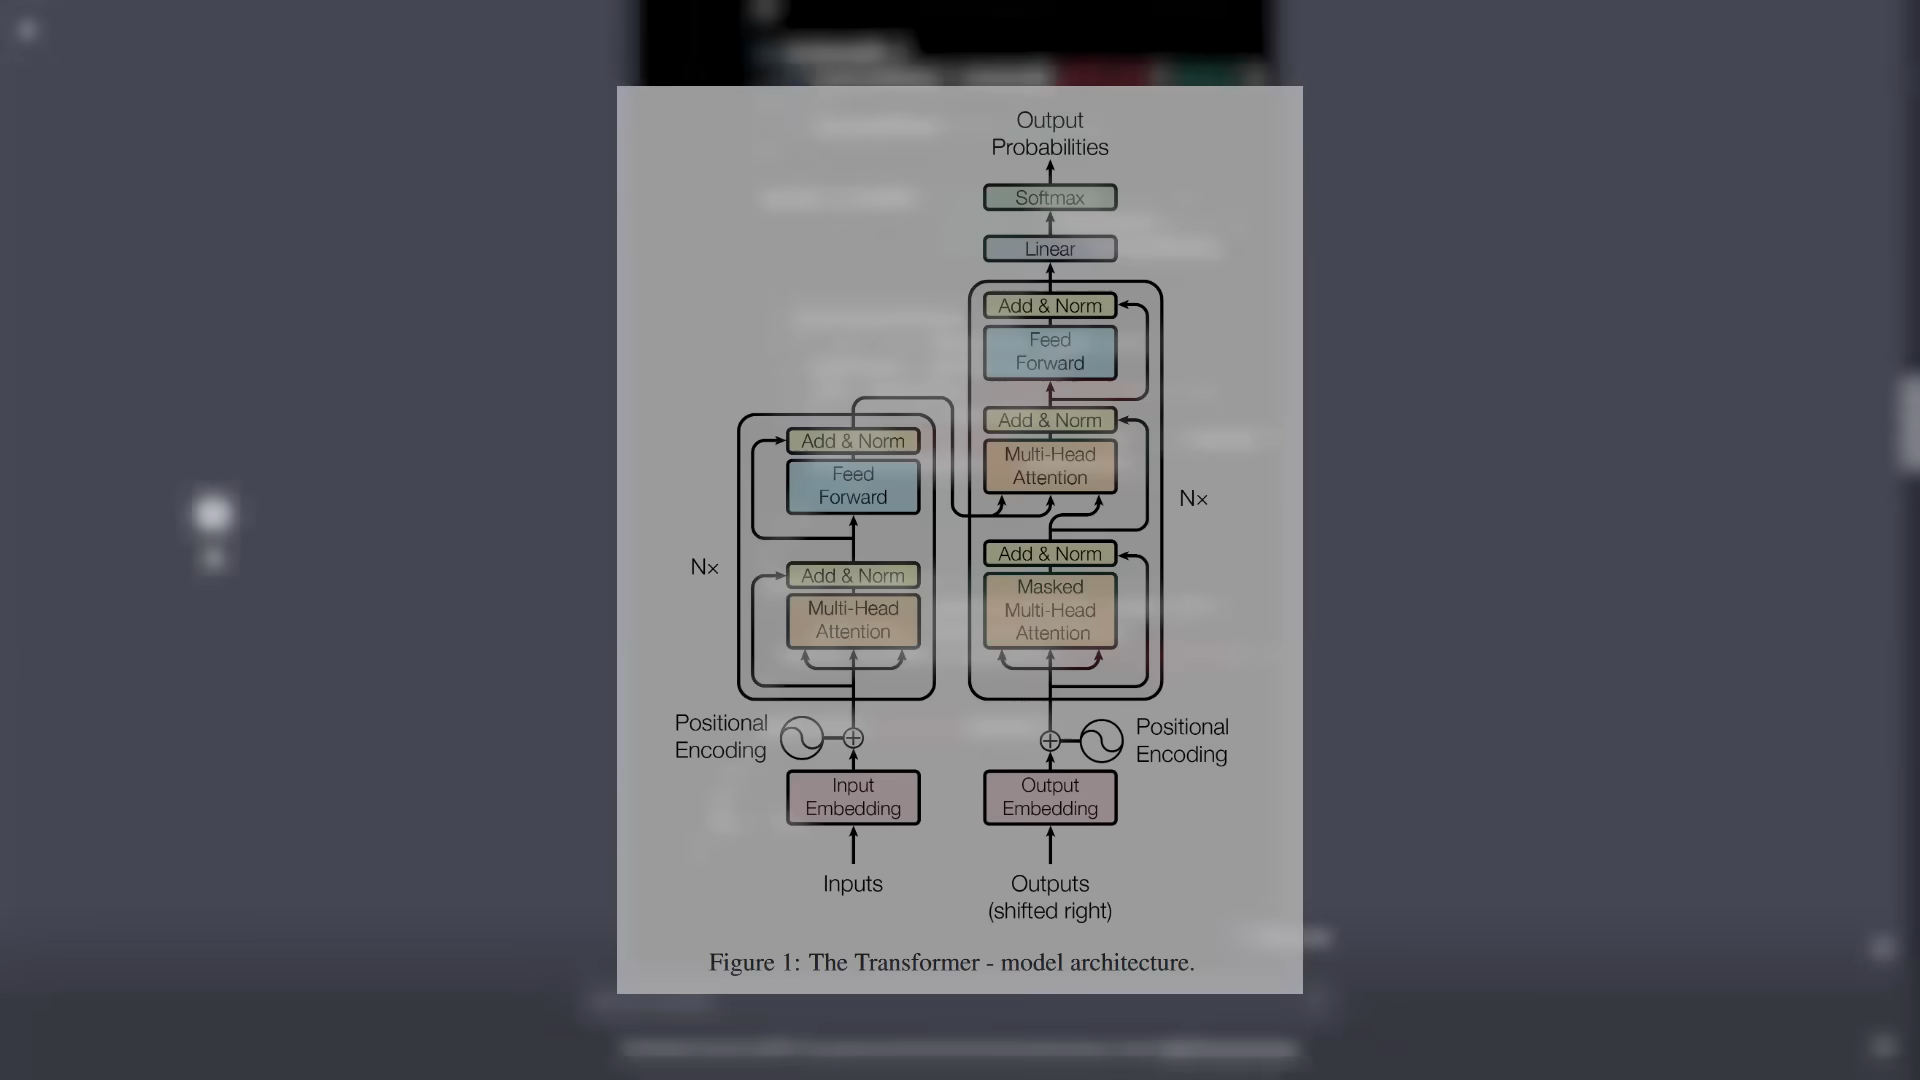 Output
Probabilities
Softmax
Linear
Add & Norm
Feed
Forward
Add & Norm
Multi-Head
Attention
Add & Norm
Masked
Multi-Head
Attention
Nx
Positional
Encoding
Output
Embedding
Outputs
(shifted right)
Add & Norm
Feed
Forward
Add & Norm
Multi-Head
Attention
Nx
Positional
Encoding
Input
Embedding
Inputs
Figure 1: The Transformer - model architecture.